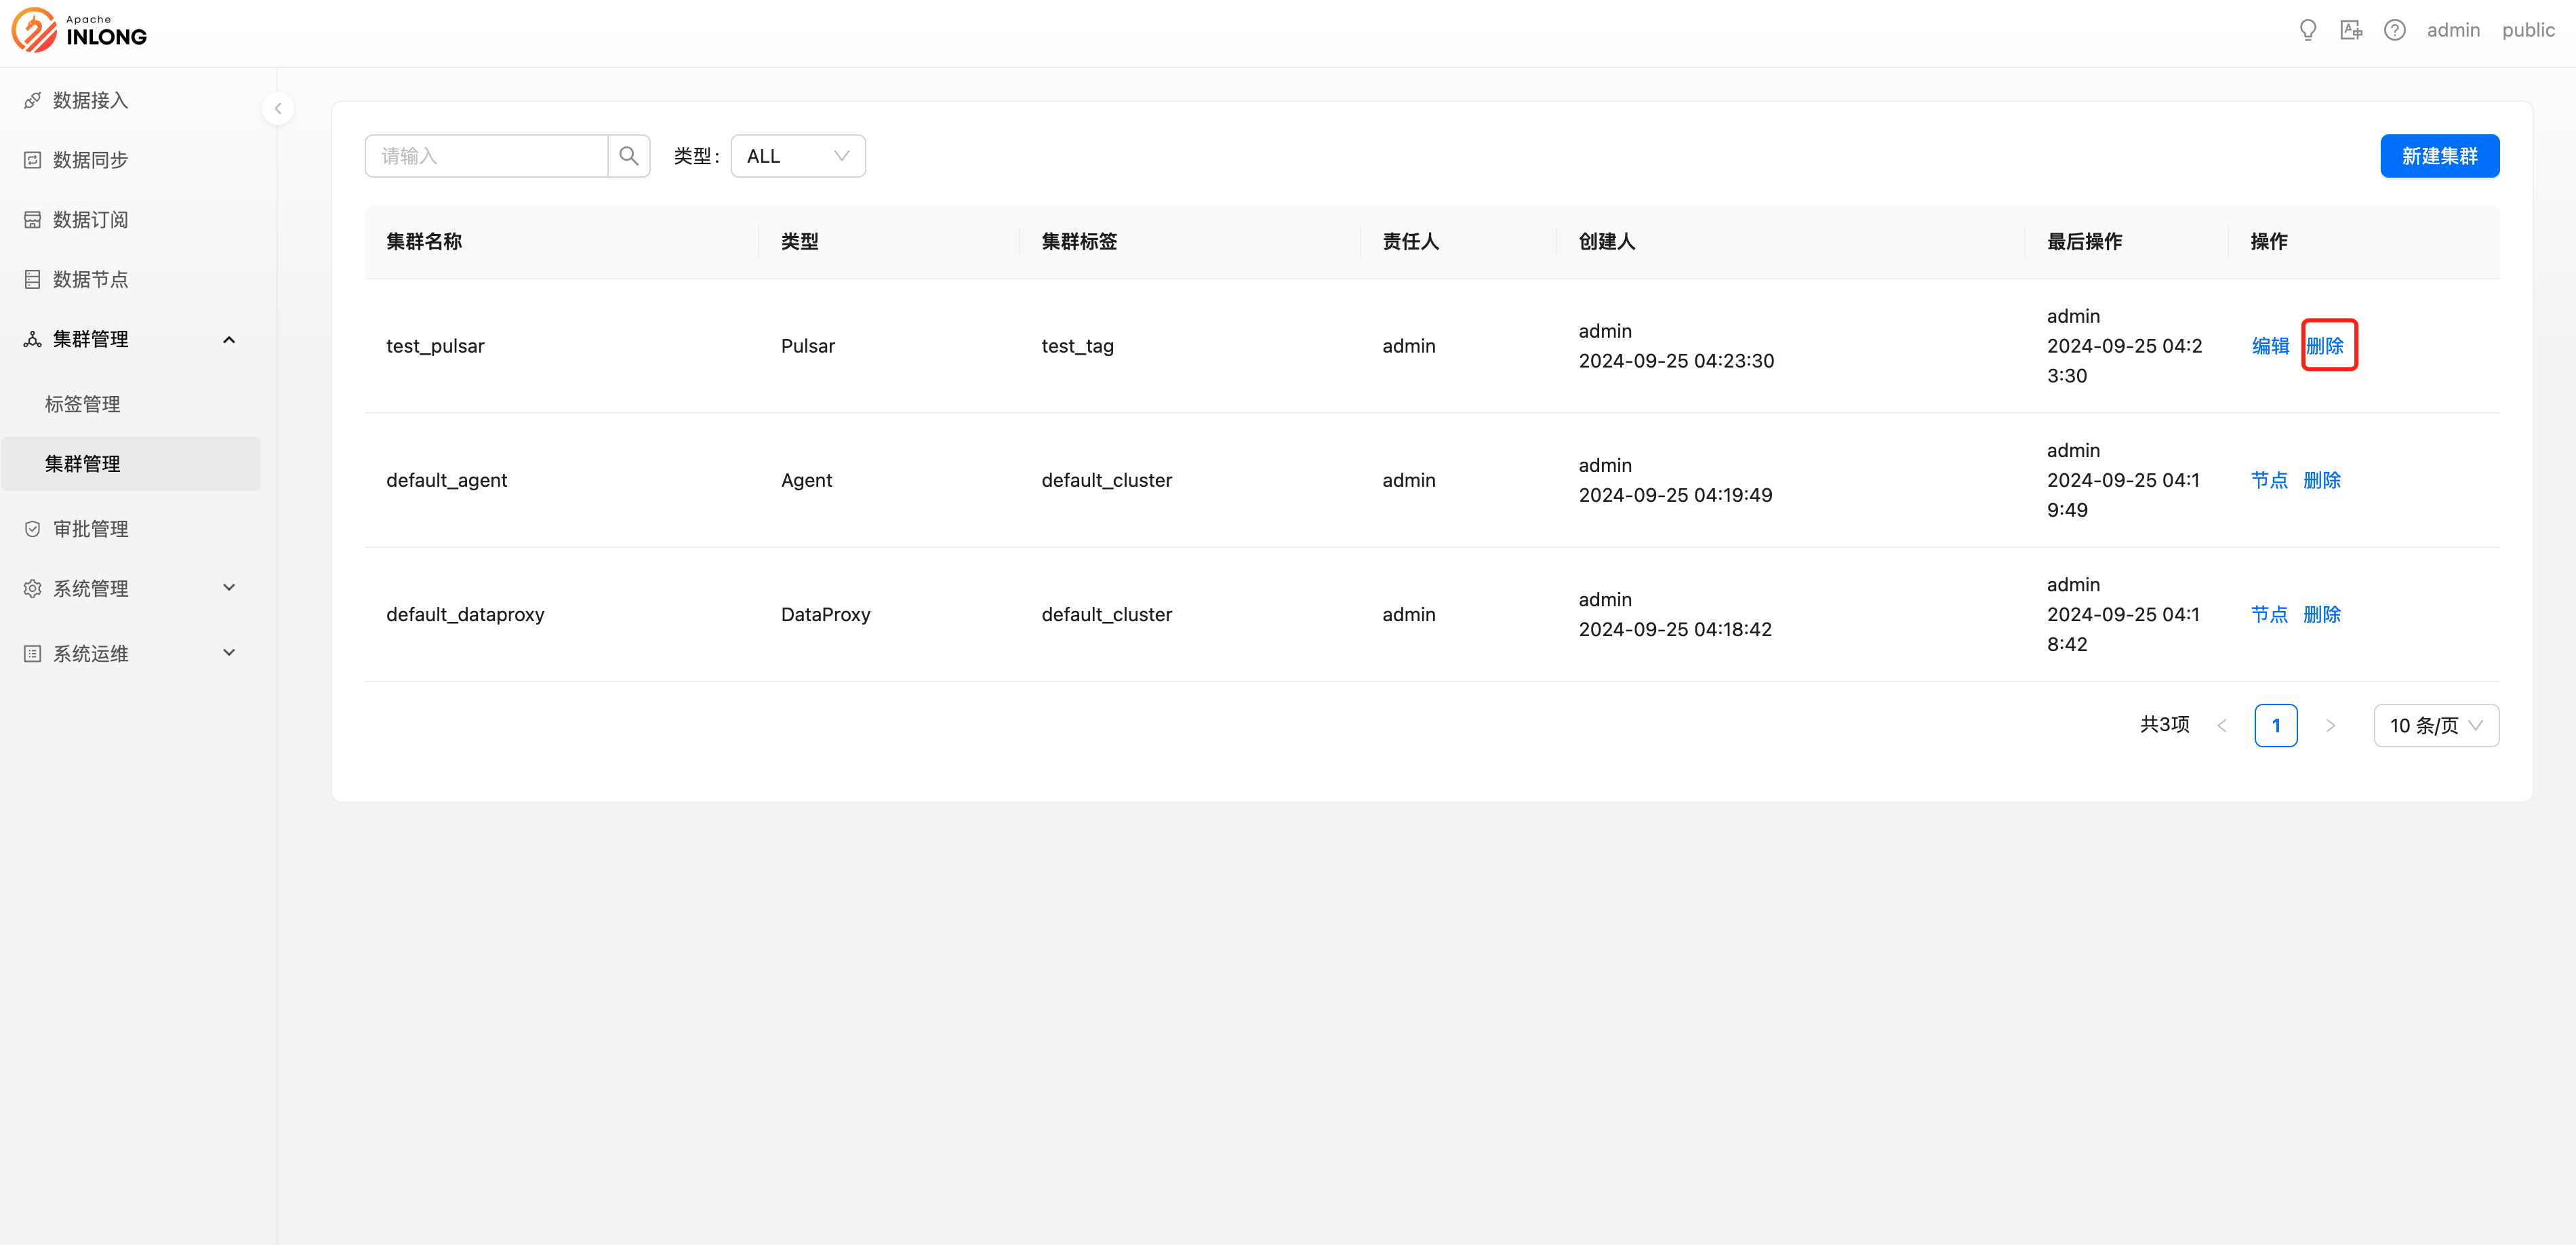 Apache
INLONG
admin public
数据接入
数据同步
数据订阅
数据节点
集群管理
标签管理
集群管理
审批管理
系统管理
系统运维
请输入 类型: ALL 新建集群
集群名称 类型 集群标签 责任人 创建人 最后操作 操作
test_pulsar Pulsar test_tag admin
admin
2024-09-25 04:23:30
admin
2024-09-25 04:2
3:30
编辑 删除
default_agent Agent default_cluster admin
admin
2024-09-25 04:19:49
admin
2024-09-25 04:1
9:49
节点 删除
default_dataproxy DataProxy default_cluster admin
admin
2024-09-25 04:18:42
admin
2024-09-25 04:1
8:42
节点 删除
共3项 < 1 > 10 条/页